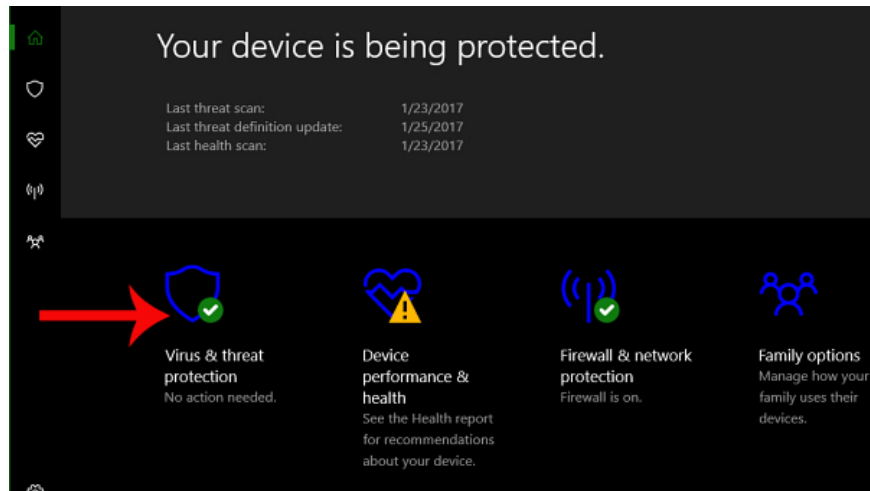 Your device is being protected.
Last threat scan: 1/23/2017
Last threat definition update: 1/25/2017
Last health scan: 1/23/2017
Virus & threat
protection
No action needed.
Device
performance &
health
See the Health report
for recommendations
about your device.
Firewall & network
protection
Firewall is on.
Family options
Manage how your
family uses their
devices.